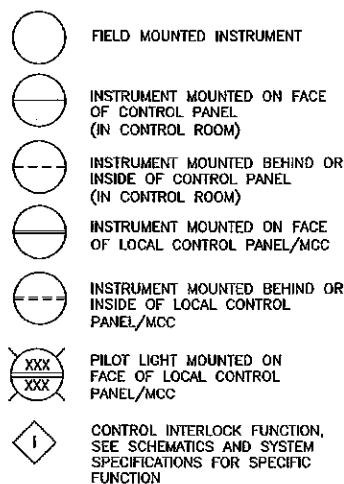 FIELD MOUNTED INSTRUMENT
INSTRUMENT MOUNTED ON FACE
OF CONTROL PANEL
(IN CONTROL ROOM)
INSTRUMENT MOUNTED BEHIND OR
INSIDE OF CONTROL PANEL
(IN CONTROL ROOM)
INSTRUMENT MOUNTED ON FACE
OF LOCAL CONTROL PANEL/MCC
INSTRUMENT MOUNTED BEHIND OR
INSIDE OF LOCAL CONTROL
PANEL/MCC
XXX
XXX
PILOT LIGHT MOUNTED ON
FACE OF LOCAL CONTROL
PANEL/MCC
I
CONTROL INTERLOCK FUNCTION,
SEE SCHEMATICS AND SYSTEM
SPECIFICATIONS FOR SPECIFIC
FUNCTION